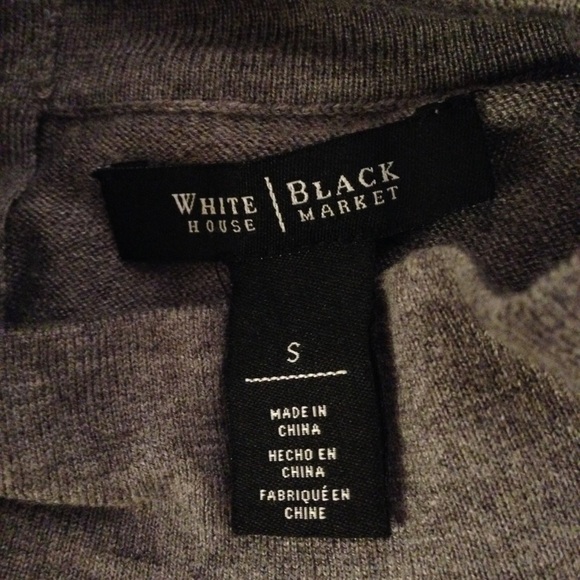 WHITE HOUSE | BLACK MARKET
S
MADE IN
CHINA
HECHO EN
CHINA
FABRIQUÉ EN
CHINE